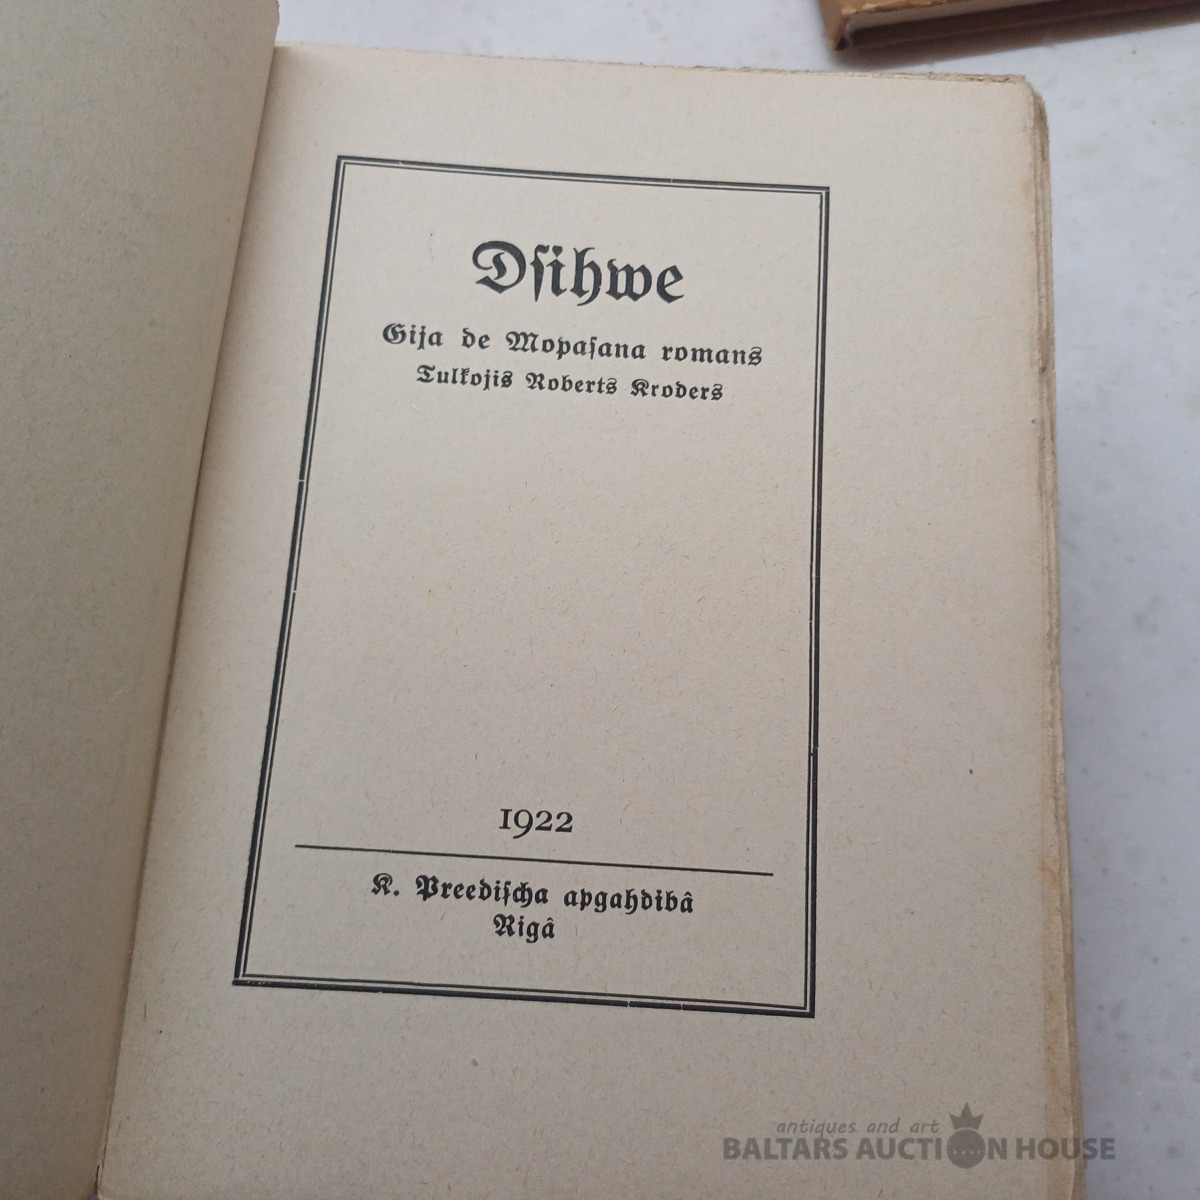 Dſihwe
Gija de Mopaſana romans
Tulkojis Roberts Kroders
1922
K. Preediſcha apgahdibâ
Rigâ
antiques and art
BALTARS AUCTION HOUSE